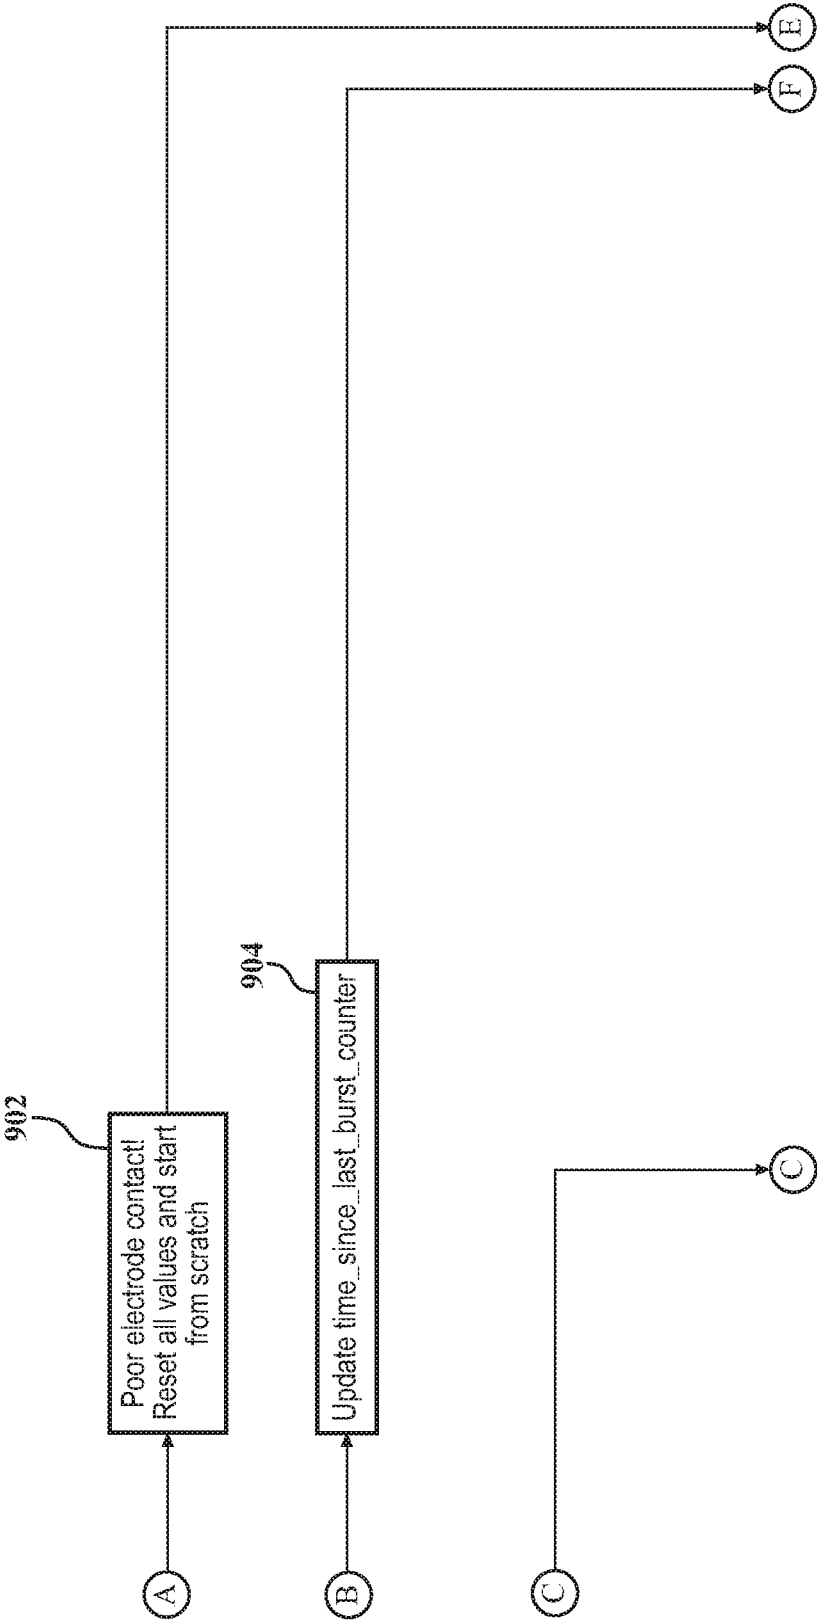 A
902
Poor electrode contact!
Reset all values and start
from scratch
E
B
904
Update time_since_last_burst_counter
F
C
C